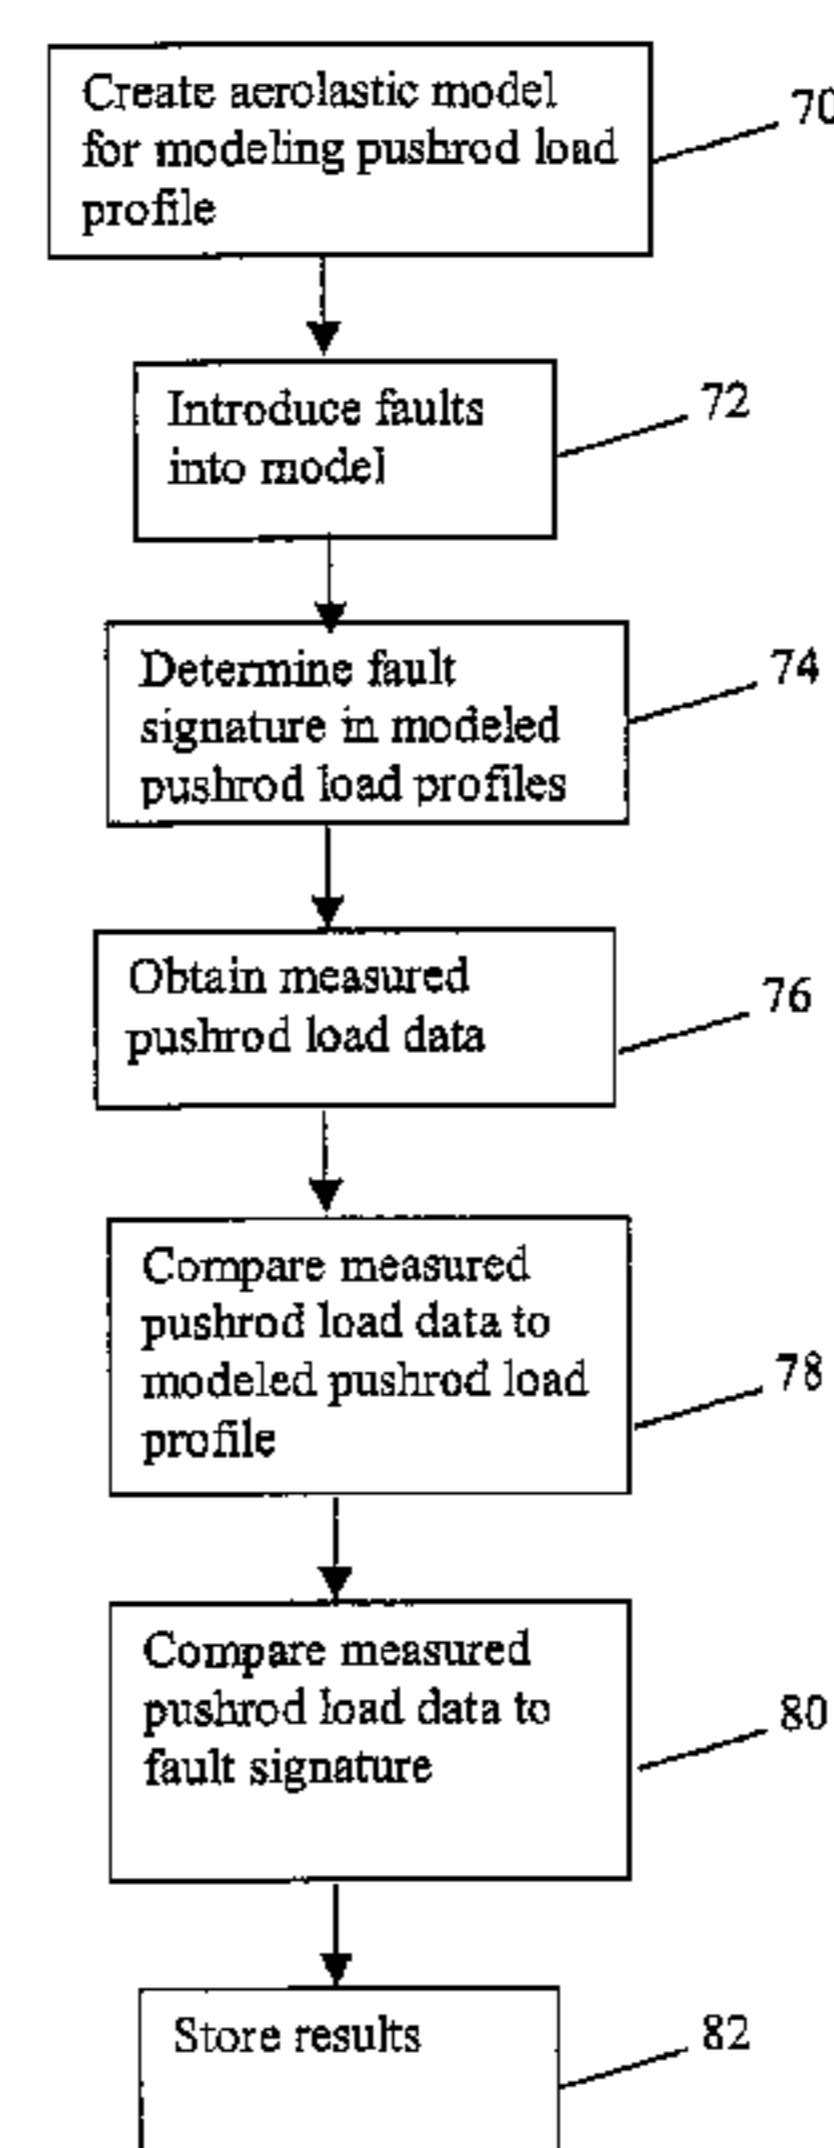 Create aerolastic model
for modeling pushrod load
profile
70
Introduce faults
into model
72
Determine fault
signature in modeled
pushrod load profiles
74
Obtain measured
pushrod load data
76
Compare measured
pushrod load data to
modeled pushrod load
profile
78
Compare measured
pushrod load data to
fault signature
80
Store results
82